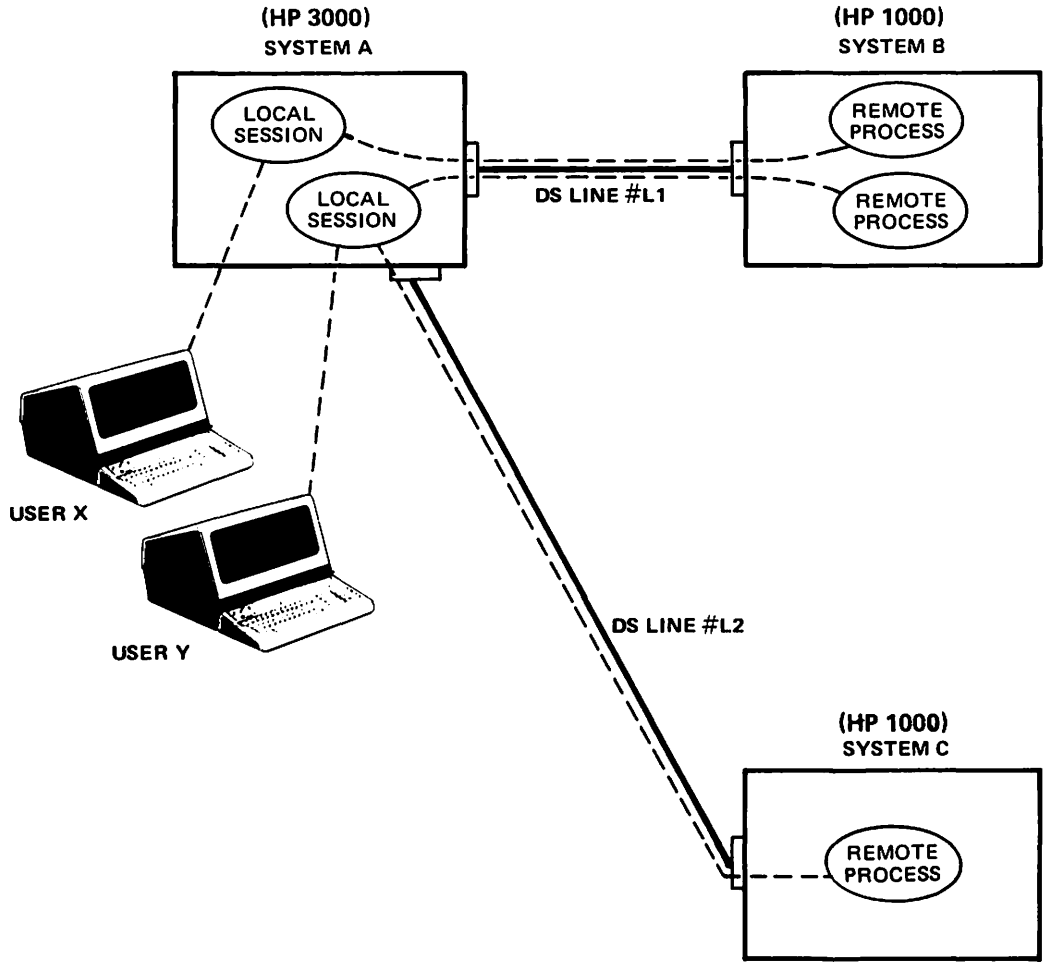 (HP 3000)
SYSTEM A
(HP 1000)
SYSTEM B
LOCAL
SESSION
LOCAL
SESSION
REMOTE
PROCESS
REMOTE
PROCESS
DS LINE #L1
USER X
USER Y
DS LINE #L2
(HP 1000)
SYSTEM C
REMOTE
PROCESS